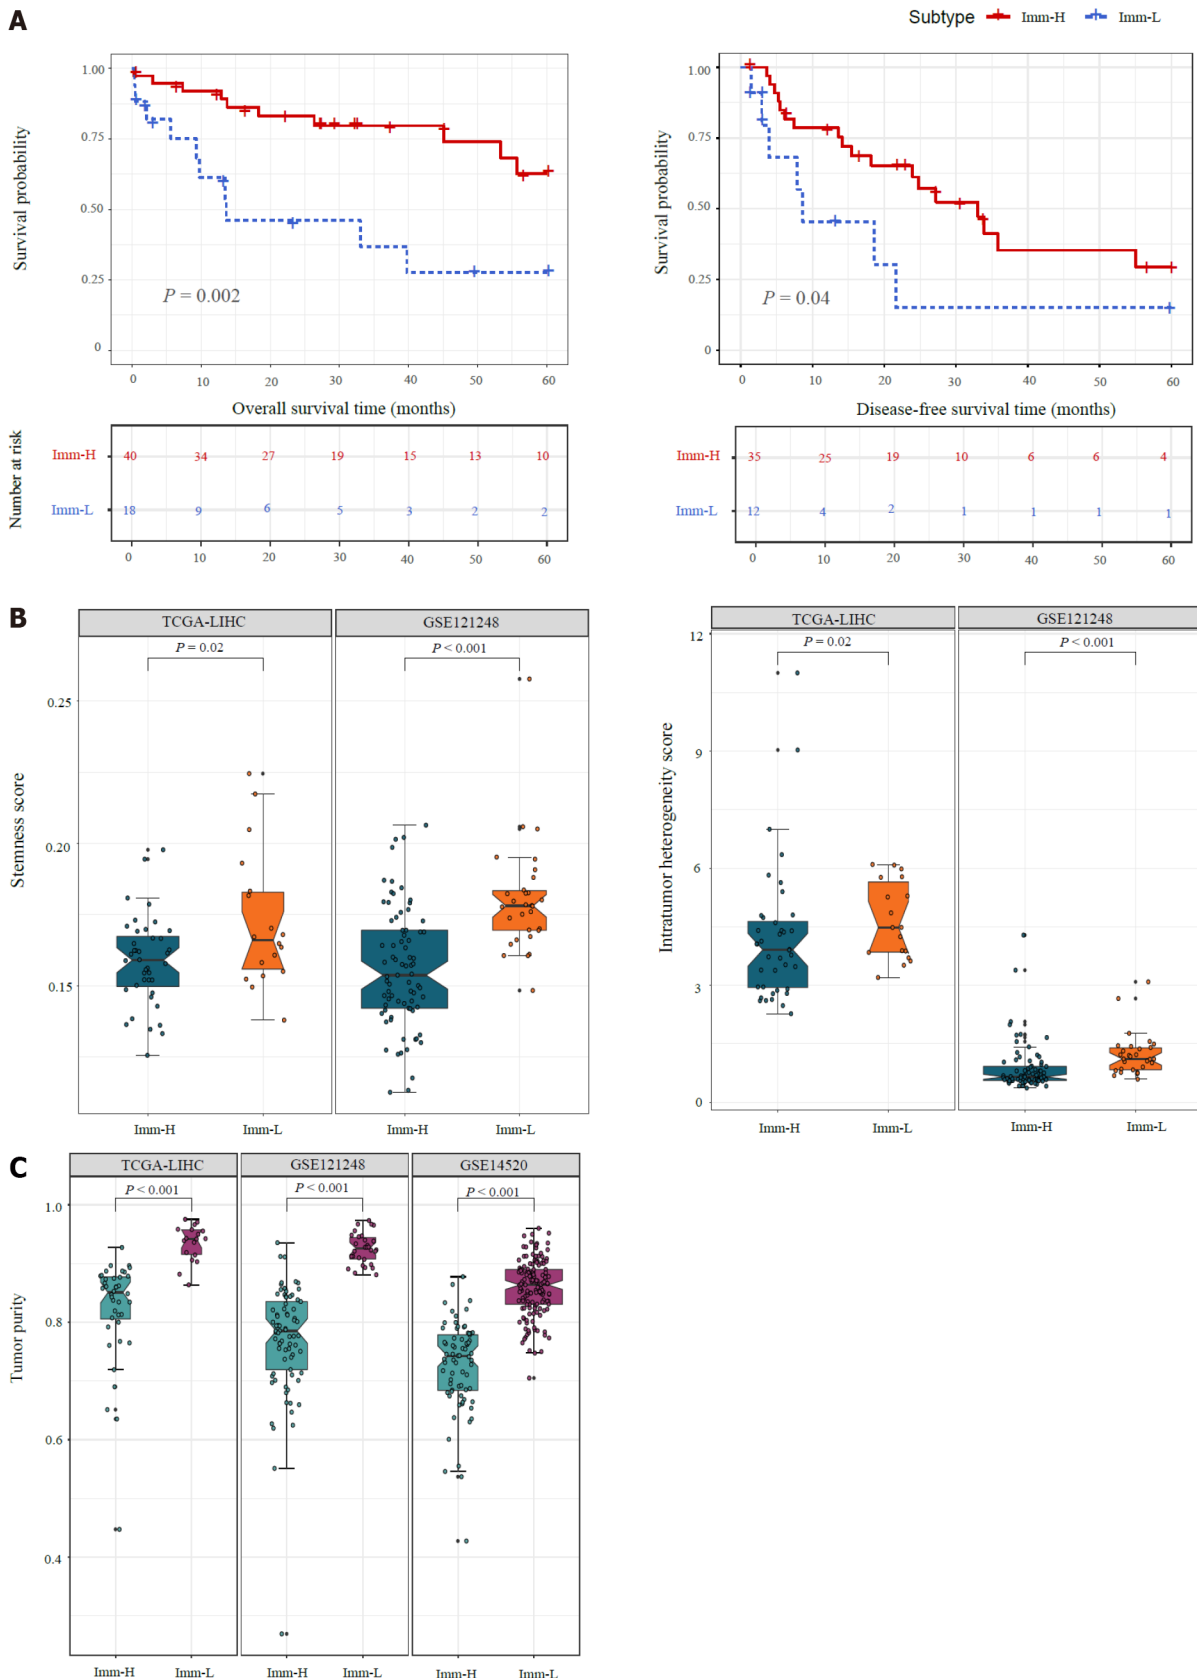 A
Subtype Imm-H Imm-L
Survival probability
1.00
0.75
0.50
0.25
0
P = 0.002
0 10 20 30 40 50 60
Overall survival time (months)
Survival probability
1.00
0.75
0.50
0.25
0
P = 0.04
0 10 20 30 40 50 60
Disease-free survival time (months)
Number at risk
Imm-H 40 34 27 19 15 13 10
Imm-L 18 9 6 5 3 2 2
0 10 20 30 40 50 60
Imm-H 35 25 19 10 6 6 4
Imm-L 12 4 2 1 1 1 1
0 10 20 30 40 50 60
B
TCGA-LIHC GSE121248
P = 0.02 P < 0.001
Stemness score
0.25
0.20
0.15
Imm-H Imm-L Imm-H Imm-L
TCGA-LIHC GSE121248
P = 0.02 P < 0.001
Intratumor heterogeneity score
12
9
6
3
0
Imm-H Imm-L Imm-H Imm-L
C
TCGA-LIHC GSE121248 GSE14520
P < 0.001 P < 0.001 P < 0.001
Tumor purity
1.0
0.8
0.6
0.4
Imm-H Imm-L Imm-H Imm-L Imm-H Imm-L